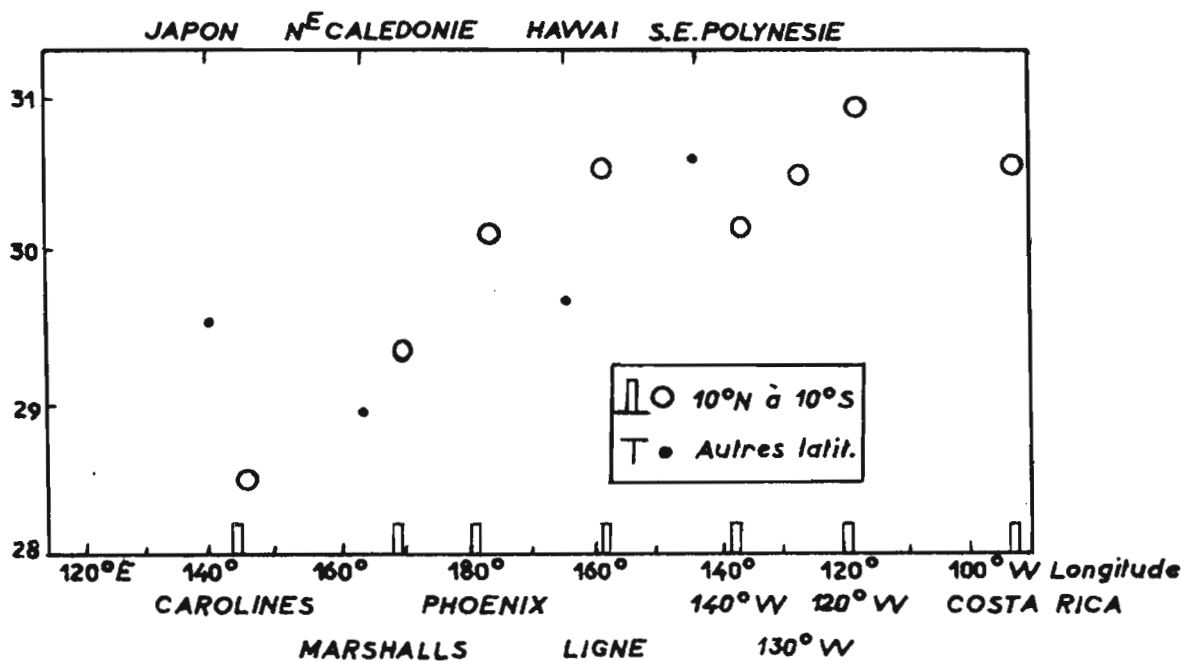 JAPON NE CALEDONIE HAWAI S.E.POLYNESIE
31
30
29
28
10°N à 10°S
Autres latit.
120°E 140° 160° 180° 160° 140° 120° 100°W Longitude
CAROLINES PHOENIX 140°W 120°W COSTA RICA
MARSHALLS LIGNE 130°W